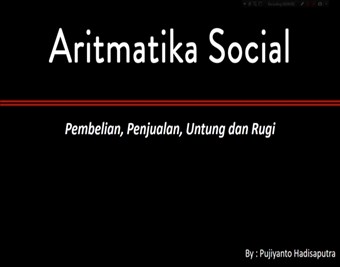 Aritmatika Social
Pembelian, Penjualan, Untung dan Rugi
By : Pujiyanto Hadisaputra